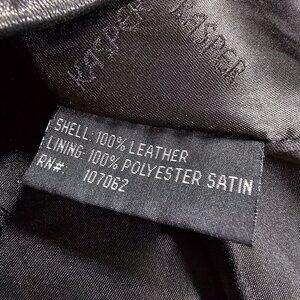 KASPER
KASPER
SHELL: 100% LEATHER
LINING: 100% POLYESTER SATIN
RN#: 107062